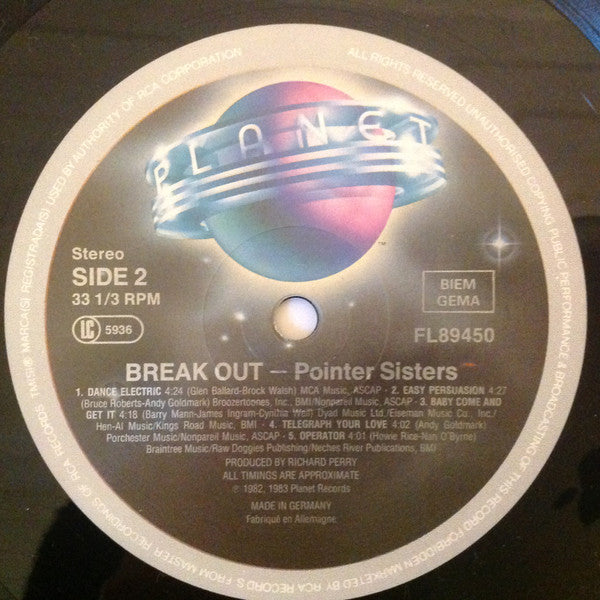 TMK(S)® MARCA(S) REGISTRADA(S) USED BY AUTHORITY OF RCA CORPORATION
ALL RIGHTS RESERVED UNAUTHORISED COPYING PUBLIC PERFORMANCE & BROADCASTING OF THIS RECORD FORBIDDEN MARKETED BY RCA RECORDS FROM MASTER RECORDINGS OF RCA RECORDS
PLANET
TM
Stereo
SIDE 2
33 1/3 RPM
LC 5936
BIEM
GEMA
FL89450
BREAK OUT – Pointer Sisters
1. DANCE ELECTRIC 4:24 (Glen Ballard-Brock Walsh) MCA Music, ASCAP · 2. EASY PERSUASION 4:27
(Bruce Roberts-Andy Goldmark) Broozertoones, Inc., BMI/Nonpareil Music, ASCAP · 3. BABY COME AND
GET IT 4:18 (Barry Mann-James Ingram-Cynthia Weil) Dyad Music Ltd./Eiseman Music Co., Inc./
Hen-Al Music/Kings Road Music, BMI · 4. TELEGRAPH YOUR LOVE 4:02 (Andy Goldmark)
Porchester Music/Nonpareil Music, ASCAP · 5. OPERATOR 4:01 (Howie Rice-Nan O'Byrne)
Braintree Music/Raw Doggies Publishing/Neches River Publications, BMI
PRODUCED BY RICHARD PERRY
ALL TIMINGS ARE APPROXIMATE
℗ 1982, 1983 Planet Records
MADE IN GERMANY
Fabriqué en Allemagne.